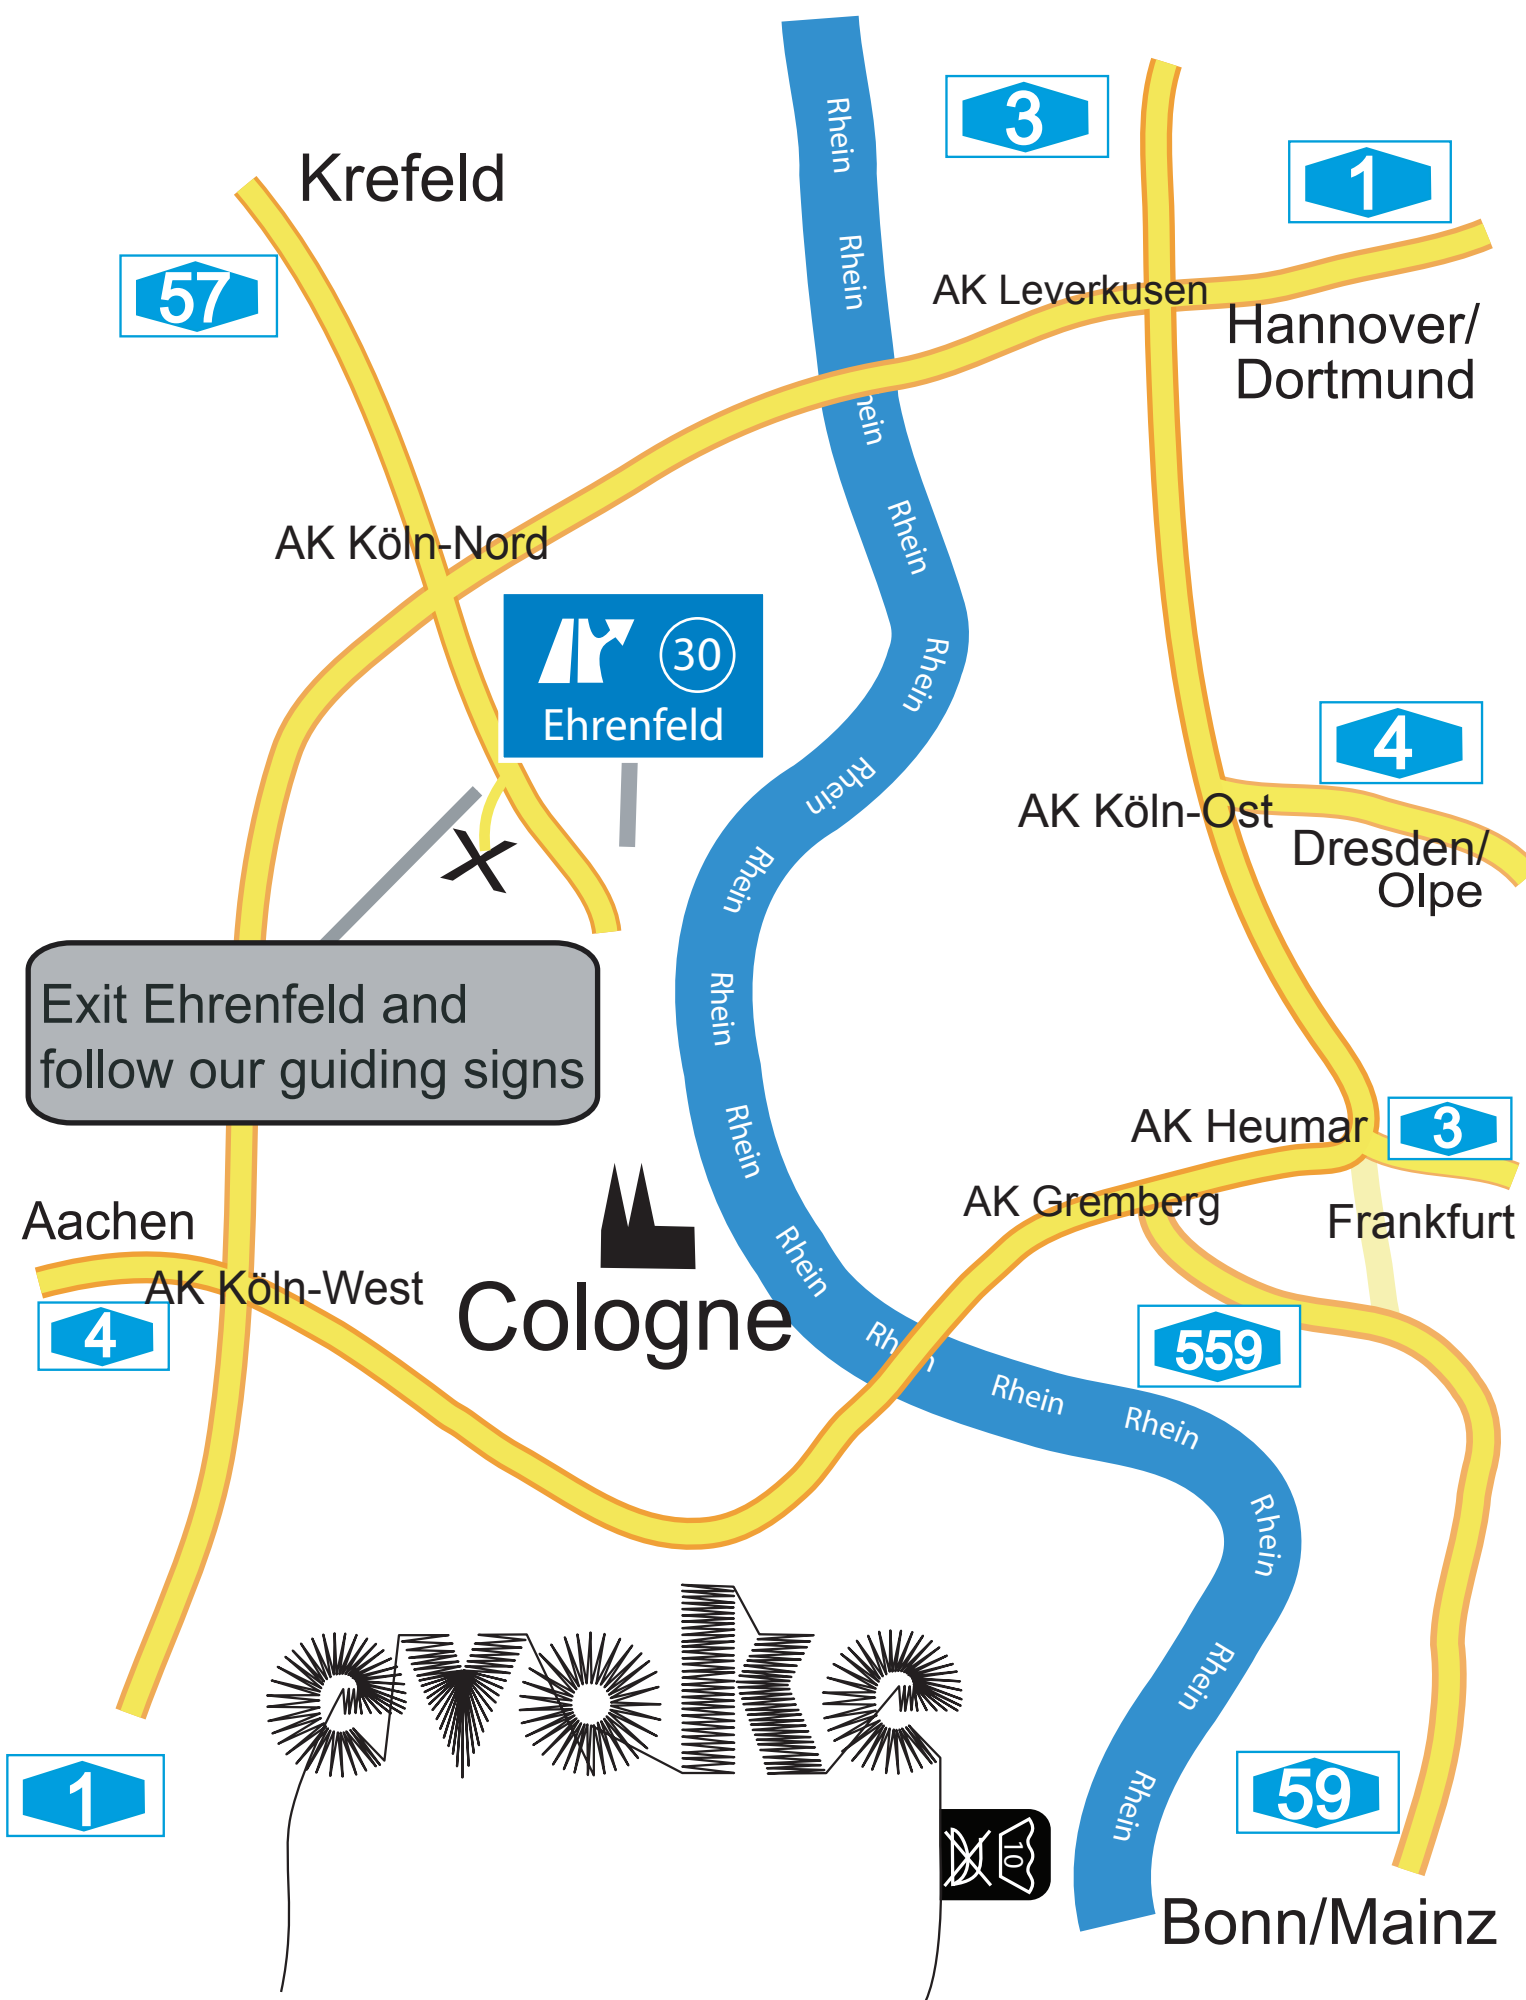 Rhein
3
1
Krefeld
57
Rhein
AK Leverkusen
Hannover/
Dortmund
hein
Rhein
AK Köln-Nord
30
Ehrenfeld
Rhein
4
Rhein
AK Köln-Ost
Dresden/
Olpe
Rhein
Exit Ehrenfeld and
follow our guiding signs
Rhein
Rhein
AK Heumar
3
AK Gremberg
Frankfurt
Aachen
AK Köln-West
4
Rhein
Cologne
559
Rhein
Rhein
Rhein
Rhein
evoke
Rhein
1
59
Rhein
10
Bonn/Mainz